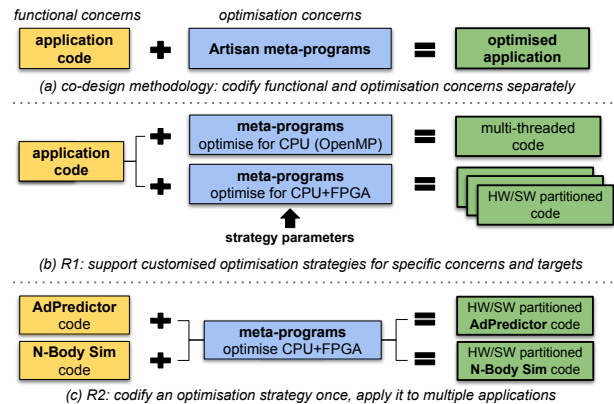 functional concerns
optimisation concerns
application
code
+
Artisan meta-programs
=
optimised
application
(a) co-design methodology: codify functional and optimisation concerns separately
application
code
+
meta-programs
optimise for CPU (OpenMP)
=
multi-threaded
code
+
meta-programs
optimise for CPU+FPGA
=
HW/SW partitioned
code
strategy parameters
(b) R1: support customised optimisation strategies for specific concerns and targets
AdPredictor
code
+
N-Body Sim
code
+
meta-programs
optimise CPU+FPGA
=
HW/SW partitioned
AdPredictor code
=
HW/SW partitioned
N-Body Sim code
(c) R2: codify an optimisation strategy once, apply it to multiple applications